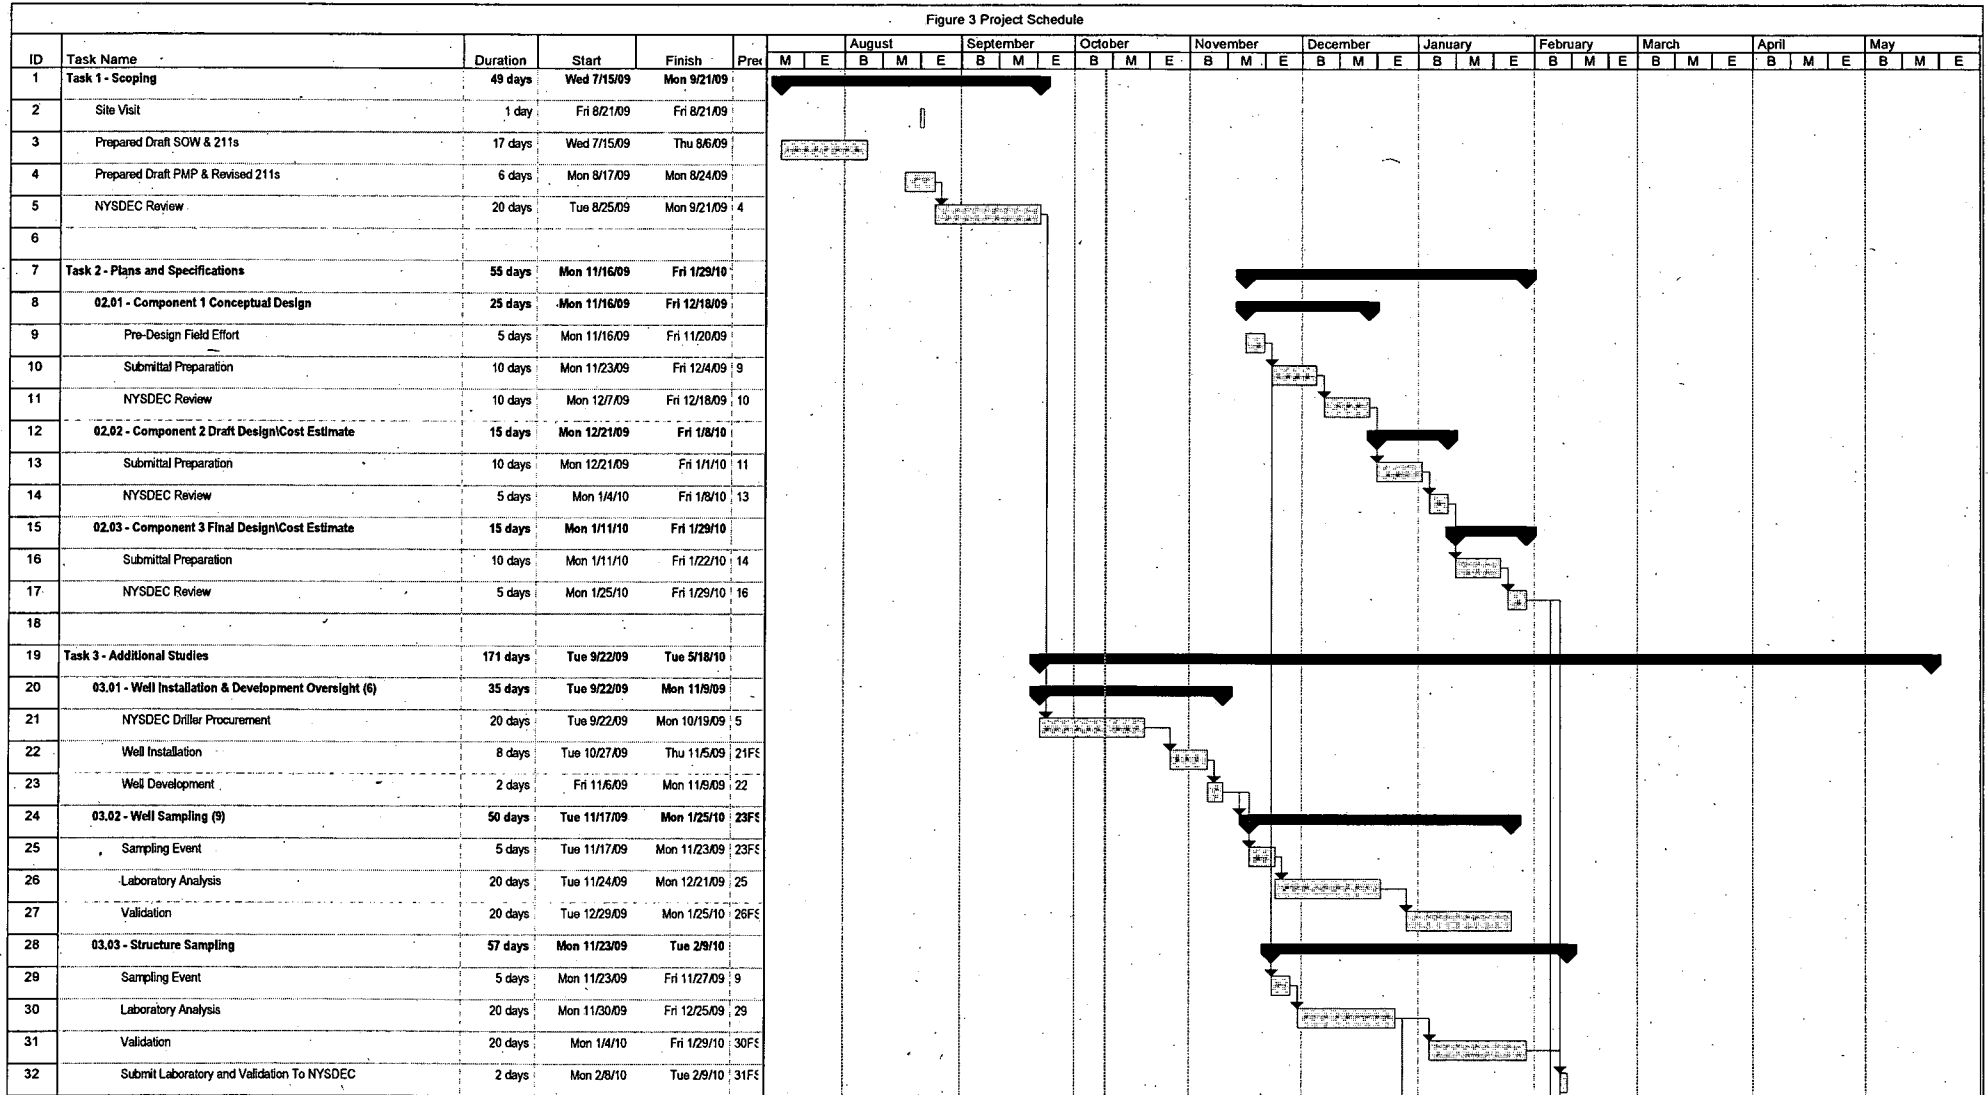 Figure 3 Project Schedule
August September October November December January February March April May
ID Task Name Duration Start Finish Pre M E B M E B M E B M E B M E B M E B M E B M E B M E B M E B M E
1 Task 1 - Scoping 49 days Wed 7/15/09 Mon 9/21/09
2 Site Visit 1 day Fri 8/21/09 Fri 8/21/09
3 Prepared Draft SOW & 211s 17 days Wed 7/15/09 Thu 8/6/09
4 Prepared Draft PMP & Revised 211s 6 days Mon 8/17/09 Mon 8/24/09
5 NYSDEC Review 20 days Tue 8/25/09 Mon 9/21/09 4
6
7 Task 2 - Plans and Specifications 55 days Mon 11/16/09 Fri 1/29/10
8 02.01 - Component 1 Conceptual Design 25 days Mon 11/16/09 Fri 12/18/09
9 Pre-Design Field Effort 5 days Mon 11/16/09 Fri 11/20/09
10 Submittal Preparation 10 days Mon 11/23/09 Fri 12/4/09 9
11 NYSDEC Review 10 days Mon 12/7/09 Fri 12/18/09 10
12 02.02 - Component 2 Draft Design\Cost Estimate 15 days Mon 12/21/09 Fri 1/8/10
13 Submittal Preparation 10 days Mon 12/21/09 Fri 1/1/10 11
14 NYSDEC Review 5 days Mon 1/4/10 Fri 1/8/10 13
15 02.03 - Component 3 Final Design\Cost Estimate 15 days Mon 1/11/10 Fri 1/29/10
16 Submittal Preparation 10 days Mon 1/11/10 Fri 1/22/10 14
17 NYSDEC Review 5 days Mon 1/25/10 Fri 1/29/10 16
18
19 Task 3 - Additional Studies 171 days Tue 9/22/09 Tue 5/18/10
20 03.01 - Well Installation & Development Oversight (6) 35 days Tue 9/22/09 Mon 11/9/09
21 NYSDEC Driller Procurement 20 days Tue 9/22/09 Mon 10/19/09 5
22 Well Installation 8 days Tue 10/27/09 Thu 11/5/09 21FS
23 Well Development 2 days Fri 11/6/09 Mon 11/9/09 22
24 03.02 - Well Sampling (9) 50 days Tue 11/17/09 Mon 1/25/10 23FS
25 Sampling Event 5 days Tue 11/17/09 Mon 11/23/09 23FS
26 Laboratory Analysis 20 days Tue 11/24/09 Mon 12/21/09 25
27 Validation 20 days Tue 12/29/09 Mon 1/25/10 26FS
28 03.03 - Structure Sampling 57 days Mon 11/23/09 Tue 2/9/10
29 Sampling Event 5 days Mon 11/23/09 Fri 11/27/09 9
30 Laboratory Analysis 20 days Mon 11/30/09 Fri 12/25/09 29
31 Validation 20 days Mon 1/4/10 Fri 1/29/10 30FS
32 Submit Laboratory and Validation To NYSDEC 2 days Mon 2/8/10 Tue 2/9/10 31FS